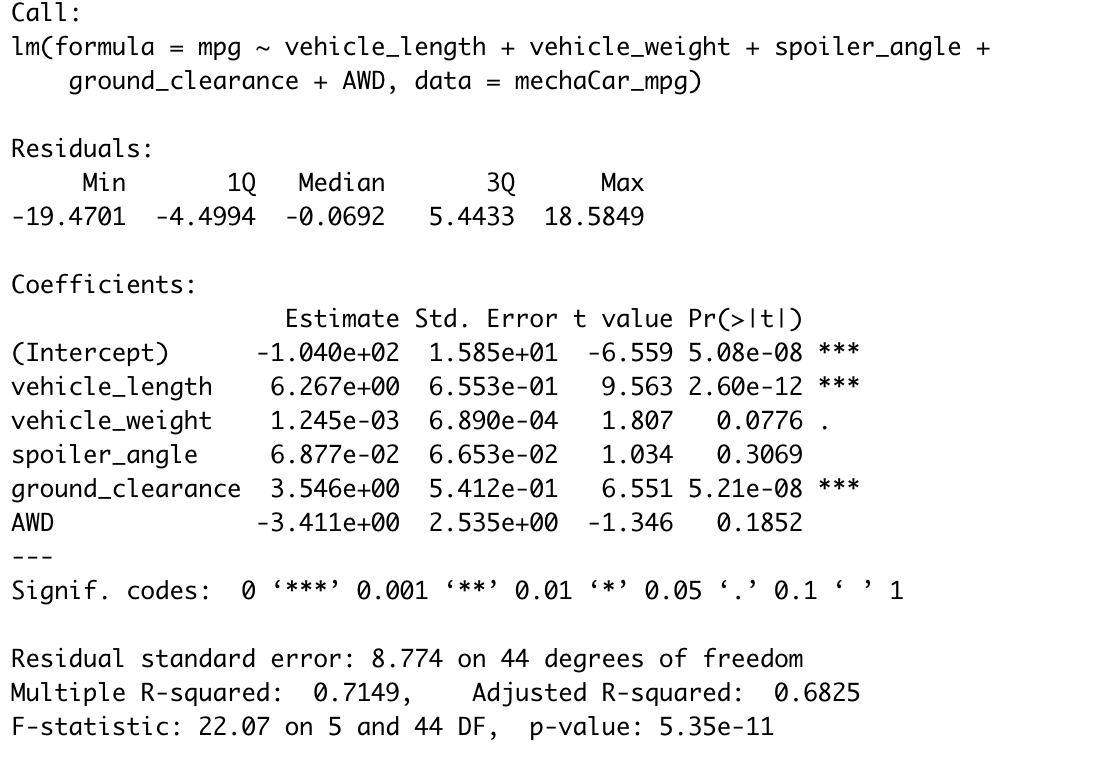 Call:
lm(formula = mpg ~ vehicle_length + vehicle_weight + spoiler_angle +
    ground_clearance + AWD, data = mechaCar_mpg)

Residuals:
     Min       1Q   Median       3Q      Max
-19.4701  -4.4994  -0.0692   5.4433  18.5849

Coefficients:
                   Estimate Std. Error t value Pr(>|t|)
(Intercept)      -1.040e+02  1.585e+01  -6.559 5.08e-08 ***
vehicle_length    6.267e+00  6.553e-01   9.563 2.60e-12 ***
vehicle_weight    1.245e-03  6.890e-04   1.807   0.0776 .
spoiler_angle     6.877e-02  6.653e-02   1.034   0.3069
ground_clearance  3.546e+00  5.412e-01   6.551 5.21e-08 ***
AWD              -3.411e+00  2.535e+00  -1.346   0.1852
---
Signif. codes:  0 ‘***’ 0.001 ‘**’ 0.01 ‘*’ 0.05 ‘.’ 0.1 ‘ ’ 1

Residual standard error: 8.774 on 44 degrees of freedom
Multiple R-squared:  0.7149,    Adjusted R-squared:  0.6825
F-statistic: 22.07 on 5 and 44 DF,  p-value: 5.35e-11